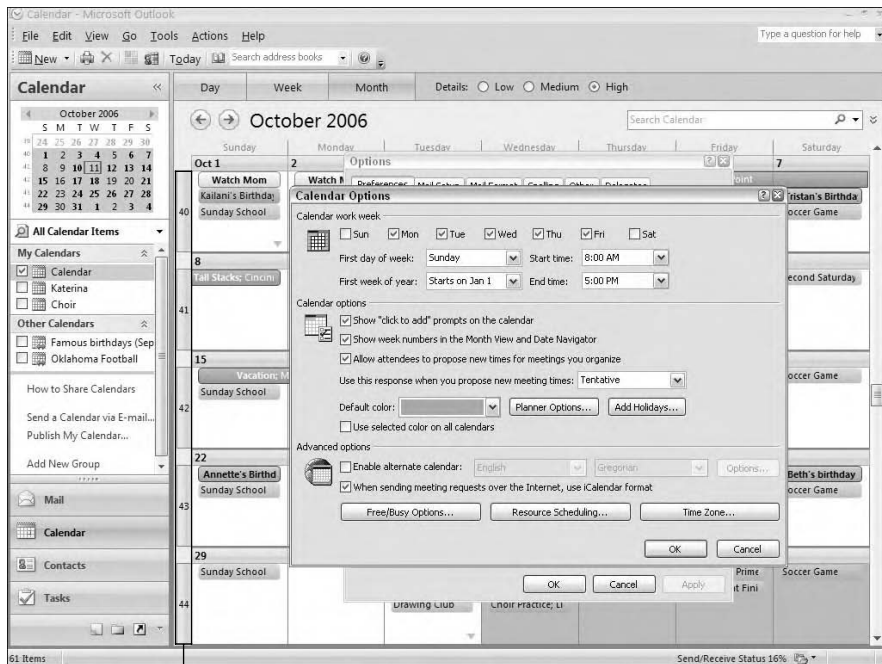 Calendar - Microsoft Outlook
File Edit View Go Tools Actions Help
Type a question for help
New
Today
Search address books
Calendar
Day Week Month Details: Low Medium High
October 2006
S M T W T F S
24 25 26 27 28 29 30
1 2 3 4 5 6 7
8 9 10 11 12 13 14
15 16 17 18 19 20 21
22 23 24 25 26 27 28
29 30 31 1 2 3 4
All Calendar Items
My Calendars
Calendar
Katerina
Choir
Other Calendars
Famous birthdays (Sep
Oklahoma Football
How to Share Calendars
Send a Calendar via E-mail...
Publish My Calendar...
Add New Group
Mail
Calendar
Contacts
Tasks
October 2006
Search Calendar
Sunday Monday Tuesday Wednesday Thursday Friday Saturday
Oct 1 2 7
Watch Mom
Kailani's Birthday
Sunday School
40
Soccer Game
8
Tall Stacks;
41
Second Saturday
15
Vacation;
Sunday School
42
Soccer Game
22
Annette's Birthd
Sunday School
43
Beth's birthday
Soccer Game
29
Sunday School
44
Drawing Club
Choir Practice;
Soccer Game
Options
Calendar Options
Calendar work week
Sun Mon Tue Wed Thu Fri Sat
First day of week: Sunday Start time: 8:00 AM
First week of year: Starts on Jan 1 End time: 5:00 PM
Calendar options
Show "click to add" prompts on the calendar
Show week numbers in the Month View and Date Navigator
Allow attendees to propose new times for meetings you organize
Use this response when you propose new meeting times: Tentative
Default color: Planner Options... Add Holidays...
Use selected color on all calendars
Advanced options
Enable alternate calendar: English Gregorian Options...
When sending meeting requests over the Internet, use iCalendar format
Free/Busy Options... Resource Scheduling... Time Zone...
OK Cancel
OK Cancel Apply
61 Items
Send/Receive Status 16%